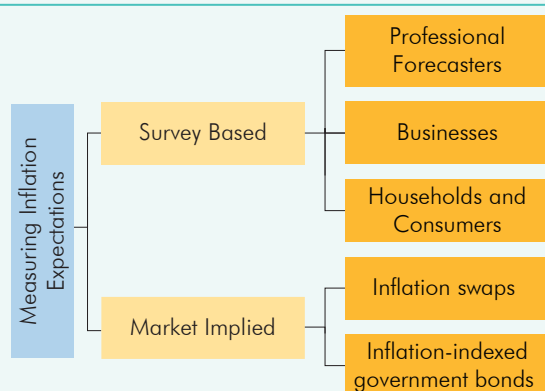 Measuring Inflation
Expectations
Survey Based
Professional
Forecasters
Businesses
Households and
Consumers
Market Implied
Inflation swaps
Inflation-indexed
government bonds